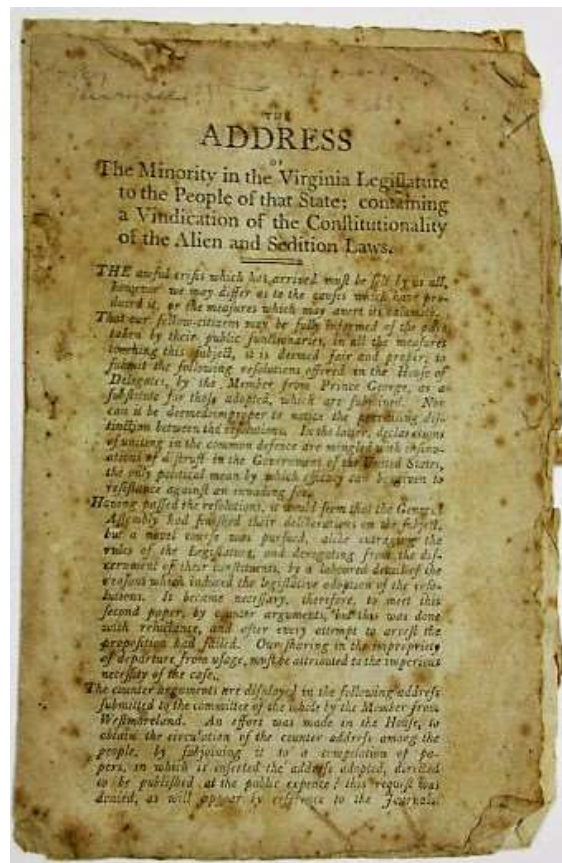 THE
ADDRESS
OF
The Minority in the Virginia Legiſlature
to the People of that State; containing
a Vindication of the Conſtitutionality
of the Alien and Sedition Laws.
THE awful criſis which has arrived muſt be felt by us all,
however we may differ as to the cauſes which have pro-
duced it, or the meaſures which may avert its calamity.
That our fellow-citizens may be fully informed of the part
taken by their public functionaries, in all the meaſures
touching this ſubject, it is deemed fair and proper, to
ſubmit the following reſolutions offered in the Houſe of
Delegates, by the Member from Prince George, as a
ſubſtitute for thoſe adopted, which are ſubjoined. Nor
can it be deemed improper to notice the prevailing diſ-
tinction between the reſolutions. In the latter, declarations
of uniting in the common defence are mingled with inſinu-
ations of diſtruſt in the Government of the United States,
the only political mean by which efficacy can be given to
reſiſtance againſt an invading foe.
Having paſſed the reſolutions, it would ſeem that the General
Aſſembly had finiſhed their deliberations on the ſubject,
but a novel courſe was purſued, alike outraging the
rules of the Legiſlature, and derogating from the diſ-
cernment of their conſtituents, by a laboured detail of the
reaſons which induced the legiſlative adoption of the reſo-
lutions. It became neceſſary, therefore, to meet this
ſecond paper, by counter arguments, but this was done
with reluctance, and after every attempt to arreſt the
propoſition had failed. Our ſharing in the impropriety
of departure from uſage, muſt be attributed to the imperious
neceſſity of the caſe.
The counter arguments are diſplayed in the following addreſs
ſubmitted to the committee of the whole by the Member from
Weſtmoreland. An effort was made in the Houſe, to
obtain the circulation of the counter addreſs among the
people, by ſubjoining it to a compilation of pa-
pers, in which is inſerted the addreſs adopted, directed
to be publiſhed at the public expence: this requeſt was
denied, as will appear by reference to the Journals.